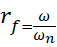 r_f = ω/ω_n